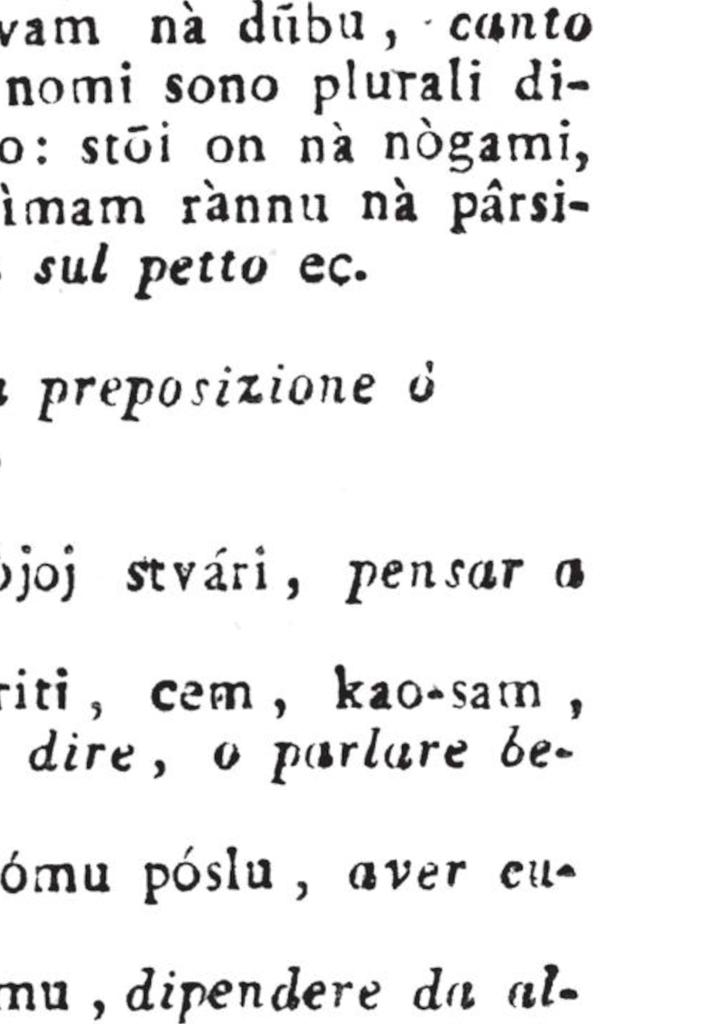 vam nà dūbu, canto
nomi sono plurali di-
o: stōi on nà nògami,
ìmam rànnu nà pârsi-
sul petto ec.
preposizione ó
ojoj stvári, pensar a
riti, cem, kao-sam,
dire, o parlare be-
ómu póslu, aver cu-
mu, dipendere da al-